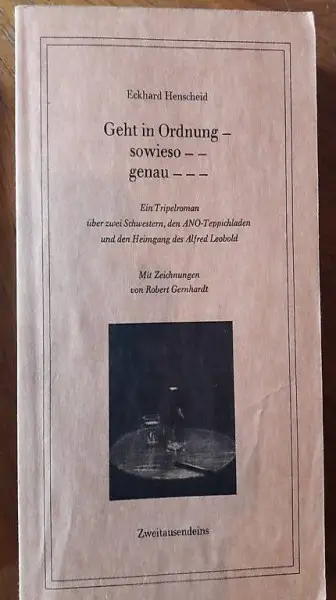 Eckhard Henscheid
Geht in Ordnung –
sowieso – –
genau – – –
Ein Tripelroman
über zwei Schwestern, den ANO-Teppichladen
und den Heimgang des Alfred Leobold
Mit Zeichnungen
von Robert Gernhardt
Zweitausendeins